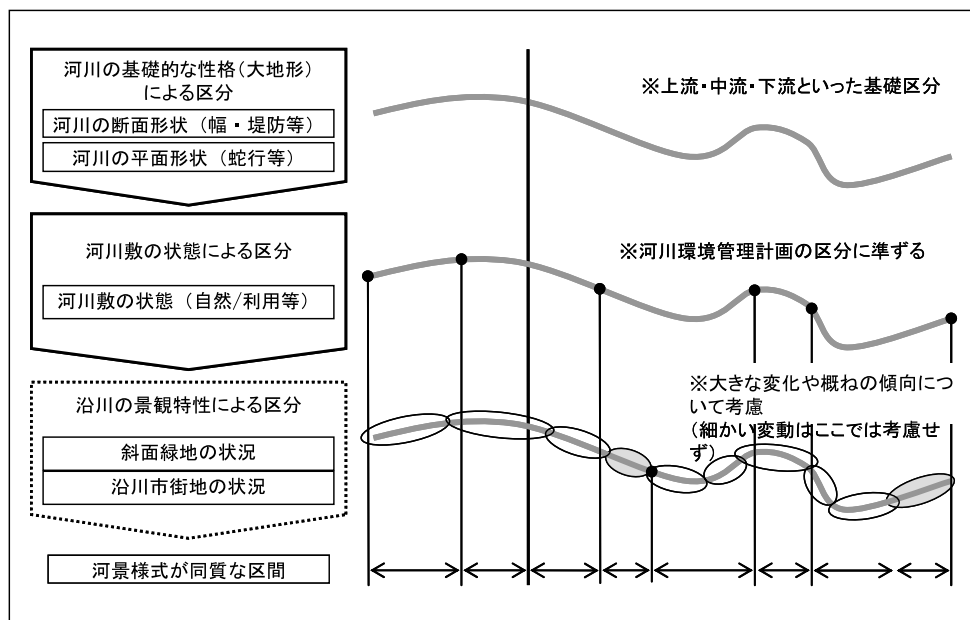 河川の基礎的な性格(大地形)
による区分
河川の断面形状(幅・堤防等)
河川の平面形状(蛇行等)
※上流・中流・下流といった基礎区分
河川敷の状態による区分
河川敷の状態(自然/利用等)
※河川環境管理計画の区分に準ずる
沿川の景観特性による区分
斜面緑地の状況
沿川市街地の状況
※大きな変化や概ねの傾向につ
いて考慮
(細かい変動はここでは考慮せ
ず)
河景様式が同質な区間